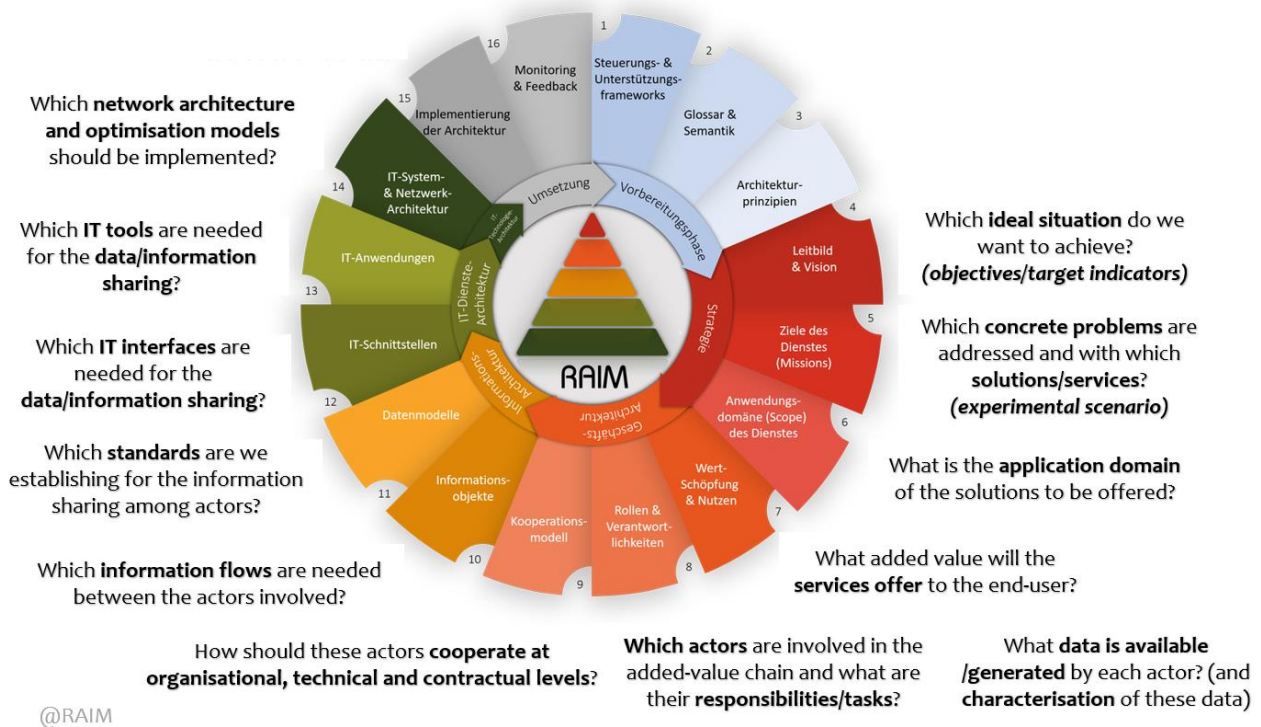 1
Steuerungs- &
Unterstützungs-
frameworks
2
Glossar &
Semantik
3
Architektur-
prinzipien
4
Leitbild
& Vision
5
Ziele des
Dienstes
(Missions)
6
Anwendungs-
domäne (Scope)
des Dienstes
7
Wert-
Schöpfung
& Nutzen
8
Rollen &
Verantwort-
lichkeiten
9
Kooperations-
modell
10
Informations-
objekte
11
Datenmodelle
12
IT-Schnittstellen
13
IT-Anwendungen
14
IT-System-
& Netzwerk-
Architektur
15
Implementierung
der Architektur
16
Monitoring
& Feedback
Vorbereitungsphase
Strategie
Geschäfts-
Architektur
Informations-
Architektur
IT-Dienste-
Architektur
IT-
Technologie-
Architektur
Umsetzung
RAIM
Which network architecture
and optimisation models
should be implemented?
Which IT tools are needed
for the data/information
sharing?
Which IT interfaces are
needed for the
data/information sharing?
Which standards are we
establishing for the information
sharing among actors?
Which information flows are needed
between the actors involved?
How should these actors cooperate at
organisational, technical and contractual levels?
Which actors are involved in the
added-value chain and what are
their responsibilities/tasks?
What data is available
/generated by each actor? (and
characterisation of these data)
What added value will the
services offer to the end-user?
What is the application domain
of the solutions to be offered?
Which concrete problems are
addressed and with which
solutions/services?
(experimental scenario)
Which ideal situation do we
want to achieve?
(objectives/target indicators)
@RAIM